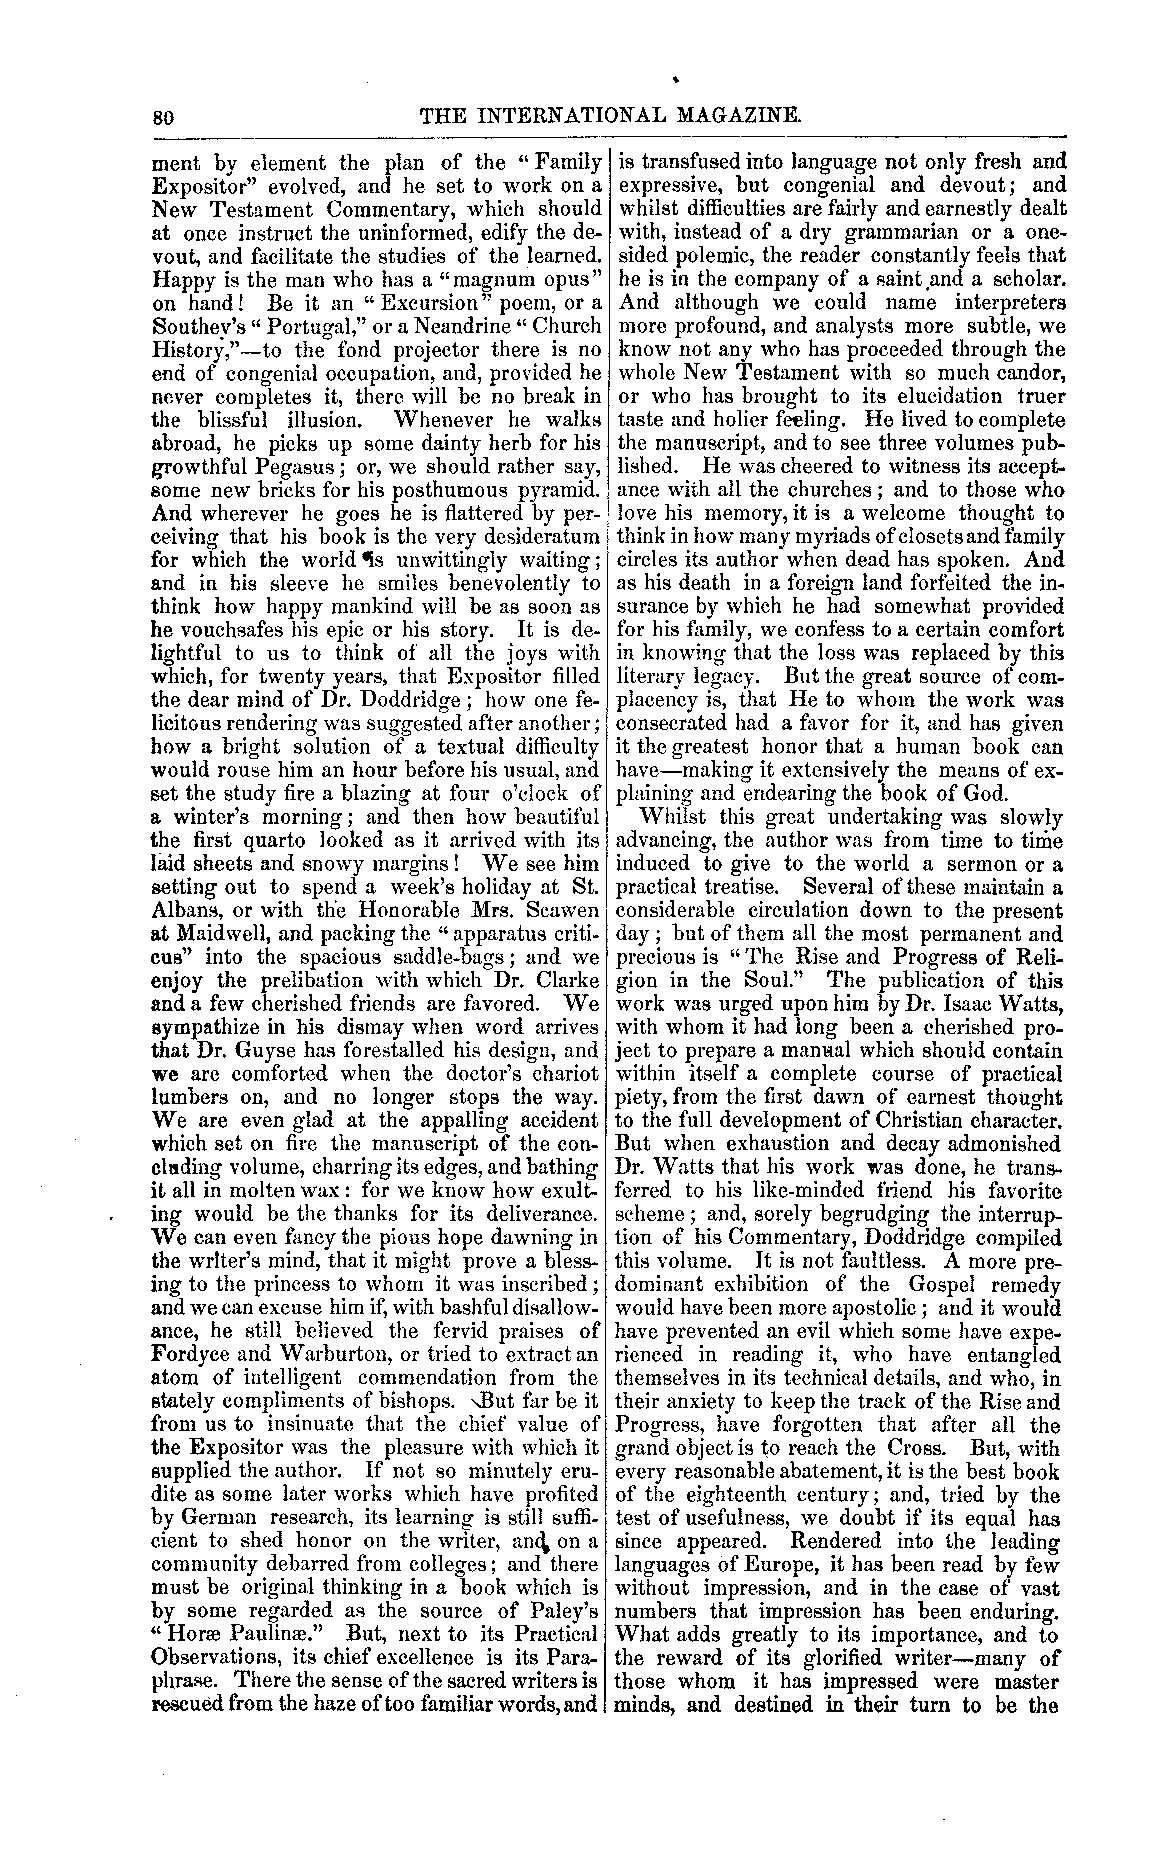 80 THE INTERNATIONAL MAGAZINE.
ment by element the plan of the “Family
Expositor” evolved, and he set to work on a
New Testament Commentary, which should
at once instruct the uninformed, edify the de-
vout, and facilitate the studies of the learned.
Happy is the man who has a “magnum opus”
on hand! Be it an “Excursion” poem, or a
Southey's “Portugal,” or a Neandrine “Church
History,”—to the fond projector there is no
end of congenial occupation, and, provided he
never completes it, there will be no break in
the blissful illusion. Whenever he walks
abroad, he picks up some dainty herb for his
growthful Pegasus; or, we should rather say,
some new bricks for his posthumous pyramid.
And wherever he goes he is flattered by per-
ceiving that his book is the very desideratum
for which the world is unwittingly waiting;
and in his sleeve he smiles benevolently to
think how happy mankind will be as soon as
he vouchsafes his epic or his story. It is de-
lightful to us to think of all the joys with
which, for twenty years, that Expositor filled
the dear mind of Dr. Doddridge; how one fe-
licitous rendering was suggested after another;
how a bright solution of a textual difficulty
would rouse him an hour before his usual, and
set the study fire a blazing at four o'clock of
a winter's morning; and then how beautiful
the first quarto looked as it arrived with its
laid sheets and snowy margins! We see him
setting out to spend a week's holiday at St.
Albans, or with the Honorable Mrs. Scawen
at Maidwell, and packing the “apparatus criti-
cus” into the spacious saddle-bags; and we
enjoy the prelibation with which Dr. Clarke
and a few cherished friends are favored. We
sympathize in his dismay when word arrives
that Dr. Guyse has forestalled his design, and
we are comforted when the doctor's chariot
lumbers on, and no longer stops the way.
We are even glad at the appalling accident
which set on fire the manuscript of the con-
cluding volume, charring its edges, and bathing
it all in molten wax: for we know how exult-
ing would be the thanks for its deliverance.
We can even fancy the pious hope dawning in
the writer's mind, that it might prove a bless-
ing to the princess to whom it was inscribed;
and we can excuse him if, with bashful disallow-
ance, he still believed the fervid praises of
Fordyce and Warburton, or tried to extract an
atom of intelligent commendation from the
stately compliments of bishops. But far be it
from us to insinuate that the chief value of
the Expositor was the pleasure with which it
supplied the author. If not so minutely eru-
dite as some later works which have profited
by German research, its learning is still suffi-
cient to shed honor on the writer, and on a
community debarred from colleges; and there
must be original thinking in a book which is
by some regarded as the source of Paley's
“Horæ Paulinæ.” But, next to its Practical
Observations, its chief excellence is its Para-
phrase. There the sense of the sacred writers is
rescued from the haze of too familiar words, and
is transfused into language not only fresh and
expressive, but congenial and devout; and
whilst difficulties are fairly and earnestly dealt
with, instead of a dry grammarian or a one-
sided polemic, the reader constantly feels that
he is in the company of a saint and a scholar.
And although we could name interpreters
more profound, and analysts more subtle, we
know not any who has proceeded through the
whole New Testament with so much candor,
or who has brought to its elucidation truer
taste and holier feeling. He lived to complete
the manuscript, and to see three volumes pub-
lished. He was cheered to witness its accept-
ance with all the churches; and to those who
love his memory, it is a welcome thought to
think in how many myriads of closets and family
circles its author when dead has spoken. And
as his death in a foreign land forfeited the in-
surance by which he had somewhat provided
for his family, we confess to a certain comfort
in knowing that the loss was replaced by this
literary legacy. But the great source of com-
placency is, that He to whom the work was
consecrated had a favor for it, and has given
it the greatest honor that a human book can
have—making it extensively the means of ex-
plaining and endearing the book of God.
Whilst this great undertaking was slowly
advancing, the author was from time to time
induced to give to the world a sermon or a
practical treatise. Several of these maintain a
considerable circulation down to the present
day; but of them all the most permanent and
precious is “The Rise and Progress of Reli-
gion in the Soul.” The publication of this
work was urged upon him by Dr. Isaac Watts,
with whom it had long been a cherished pro-
ject to prepare a manual which should contain
within itself a complete course of practical
piety, from the first dawn of earnest thought
to the full development of Christian character.
But when exhaustion and decay admonished
Dr. Watts that his work was done, he trans-
ferred to his like-minded friend his favorite
scheme; and, sorely begrudging the interrup-
tion of his Commentary, Doddridge compiled
this volume. It is not faultless. A more pre-
dominant exhibition of the Gospel remedy
would have been more apostolic; and it would
have prevented an evil which some have expe-
rienced in reading it, who have entangled
themselves in its technical details, and who, in
their anxiety to keep the track of the Rise and
Progress, have forgotten that after all the
grand object is to reach the Cross. But, with
every reasonable abatement, it is the best book
of the eighteenth century; and, tried by the
test of usefulness, we doubt if its equal has
since appeared. Rendered into the leading
languages of Europe, it has been read by few
without impression, and in the case of vast
numbers that impression has been enduring.
What adds greatly to its importance, and to
the reward of its glorified writer—many of
those whom it has impressed were master
minds, and destined in their turn to be the